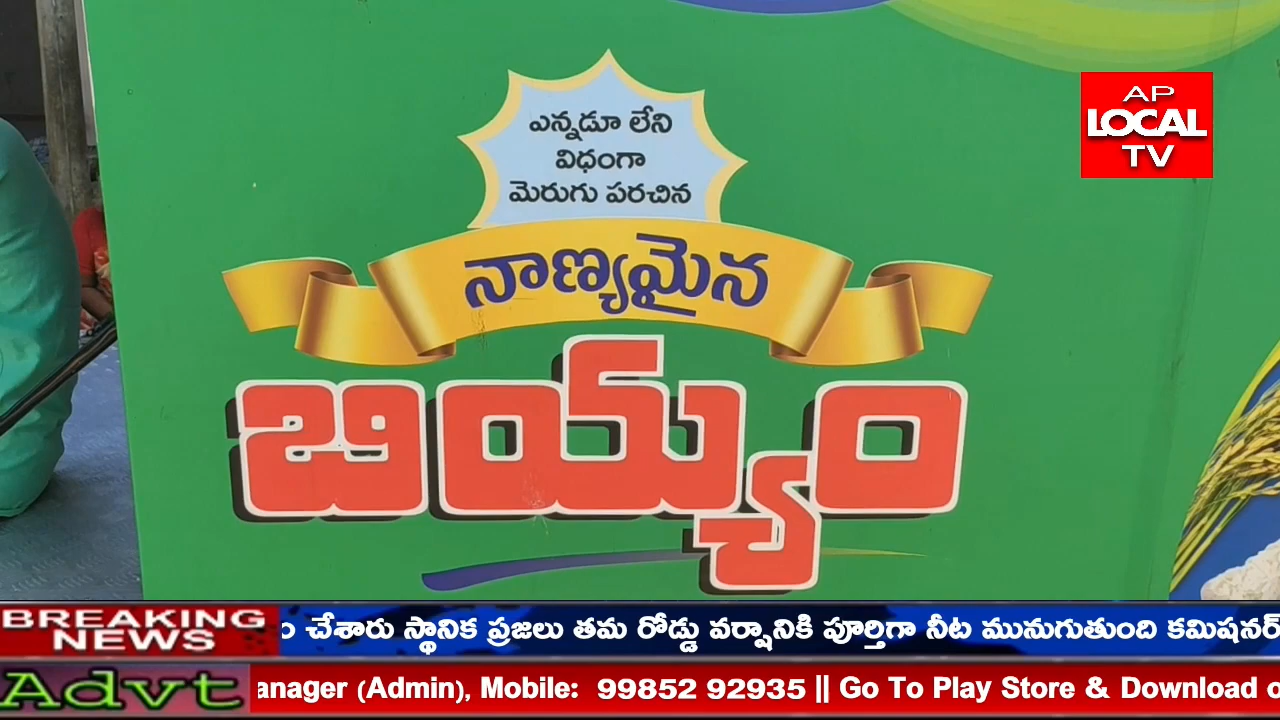 ఎన్నడూ లేని
విధంగా
మెరుగు పరచిన
నాణ్యమైన
బియ్యం
AP
LOCAL
TV
BREAKING
NEWS
చేశారు స్థానిక ప్రజలు తమ రోడ్డు వర్షానికి పూర్తిగా నీట మునుగుతుంది కమిషనర్
Advt
anager (Admin), Mobile: 99852 92935 || Go To Play Store & Download o